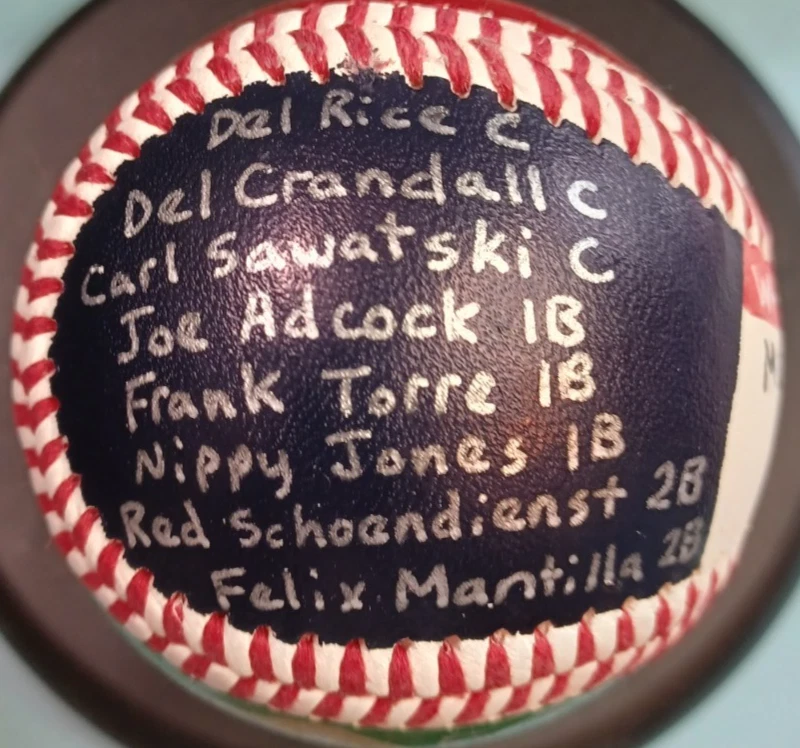 Del Rice C
Del Crandall C
Carl Sawatski C
Joe Adcock 1B
Frank Torre 1B
Nippy Jones 1B
Red Schoendienst 2B
Felix Mantilla 2B